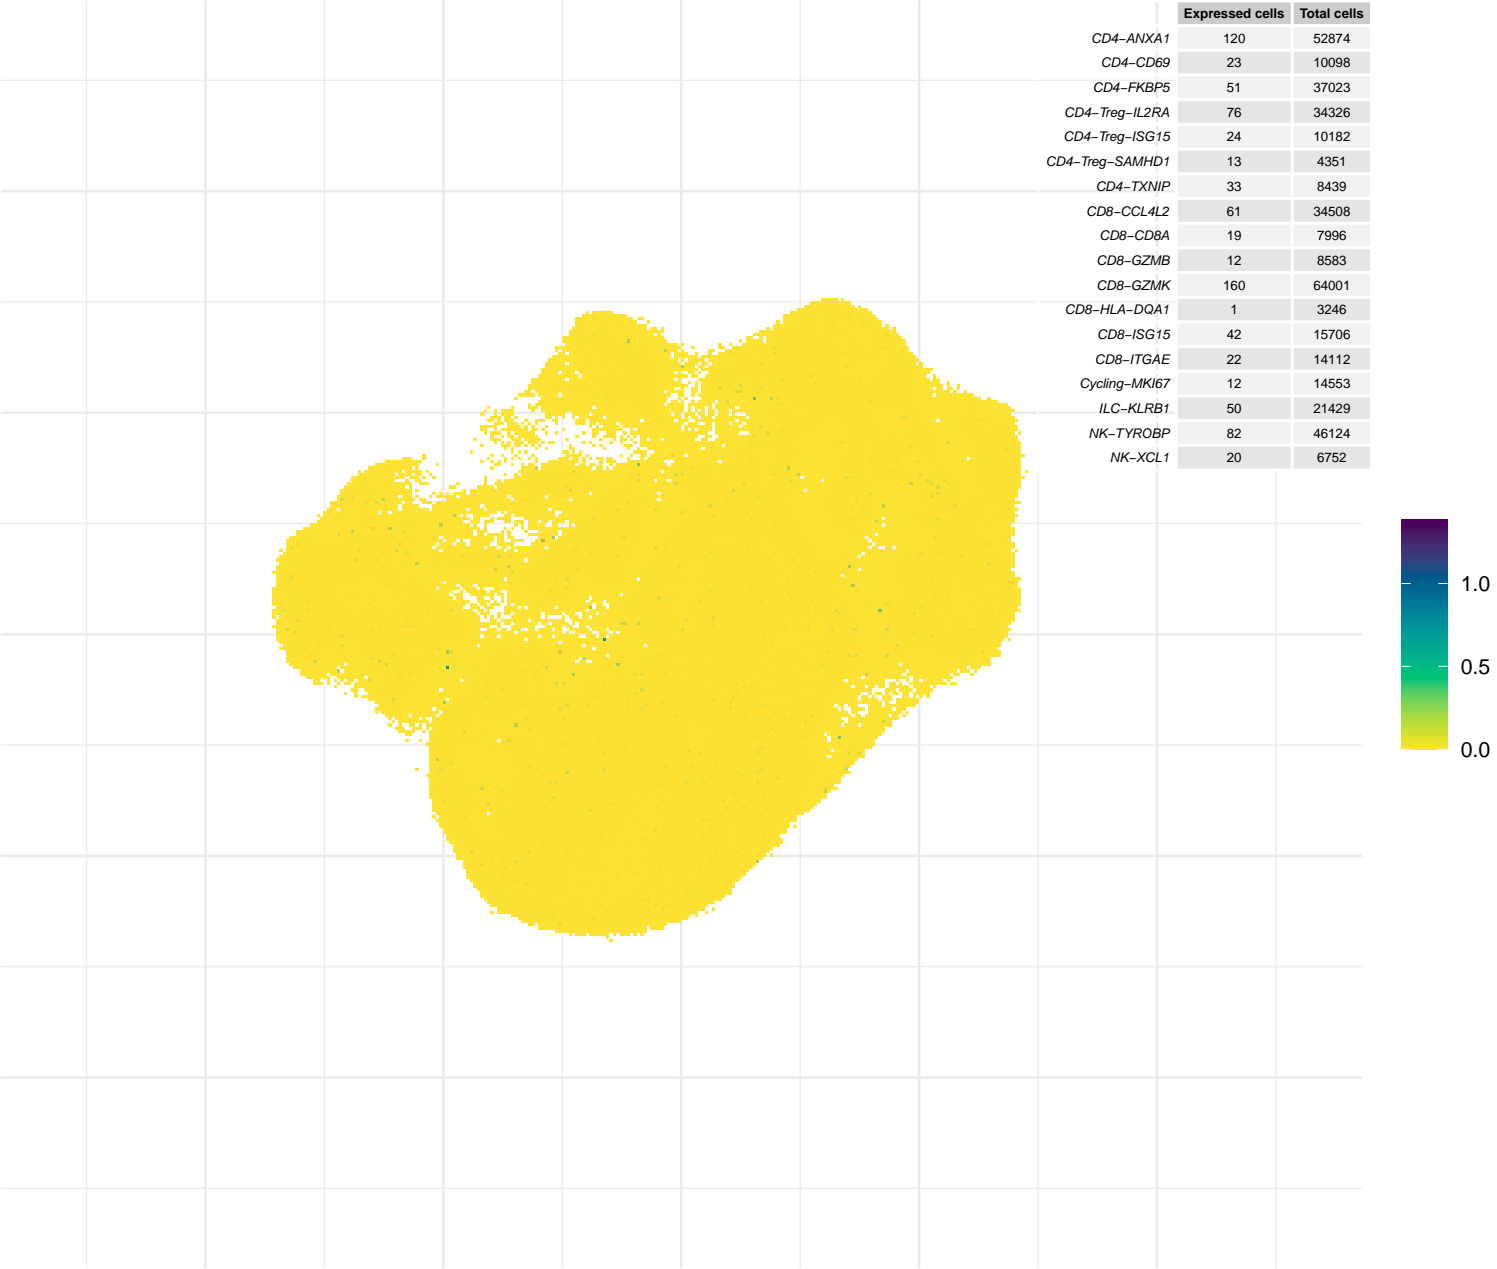 Expressed cells Total cells
CD4−ANXA1 120 52874
CD4−CD69 23 10098
CD4−FKBP5 51 37023
CD4−Treg−IL2RA 76 34326
CD4−Treg−ISG15 24 10182
CD4−Treg−SAMHD1 13 4351
CD4−TXNIP 33 8439
CD8−CCL4L2 61 34508
CD8−CD8A 19 7996
CD8−GZMB 12 8583
CD8−GZMK 160 64001
CD8−HLA−DQA1 1 3246
CD8−ISG15 42 15706
CD8−ITGAE 22 14112
Cycling−MKI67 12 14553
ILC−KLRB1 50 21429
NK−TYROBP 82 46124
NK−XCL1 20 6752
1.0
0.5
0.0